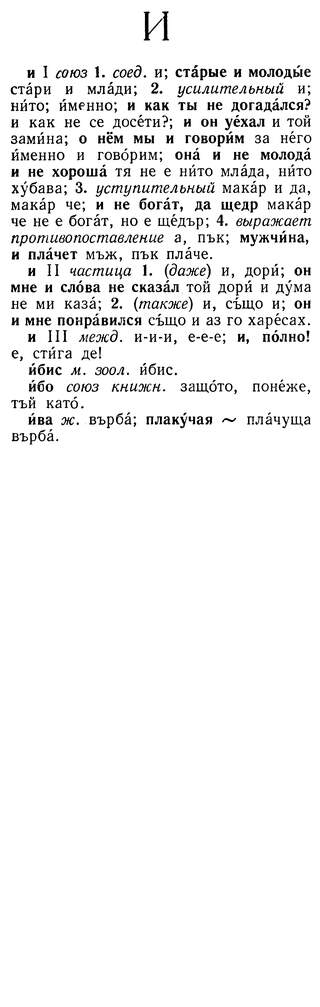 И
и I союз 1. соед. и; ста́рые и молоды́е
ста́ри и мла́ди; 2. усилительный и;
ни́то; и́менно; и как ты не догада́лся?
и как не се досе́ти?; и он уе́хал и той
зами́на; о нём мы и говори́м за не́го
и́менно и гово́рим; она́ и не молода́
и не хороша́ тя не е ни́то мла́да, ни́то
ху́бава; 3. уступительный мака́р и да,
мака́р че; и не бога́т, да щедр мака́р
че не е бога́т, но е ще́дър; 4. выражает
противопоставление а, пък; мужчи́на,
и пла́чет мъж, пък пла́че.
и II частица 1. (даже) и, дори́; он
мне и сло́ва не сказа́л той дори́ и ду́ма
не ми каза́; 2. (также) и, съ́що и; он
и мне понра́вился съ́що и аз го харе́сах.
и III межд. и-и-и, е-е-е; и, по́лно!
е, сти́га де!
и́бис м. зоол. и́бис.
и́бо союз книжн. защо́то, поне́же,
тъй като́.
и́ва ж. върба́; плаку́чая ~ пла́чуща
върба́.